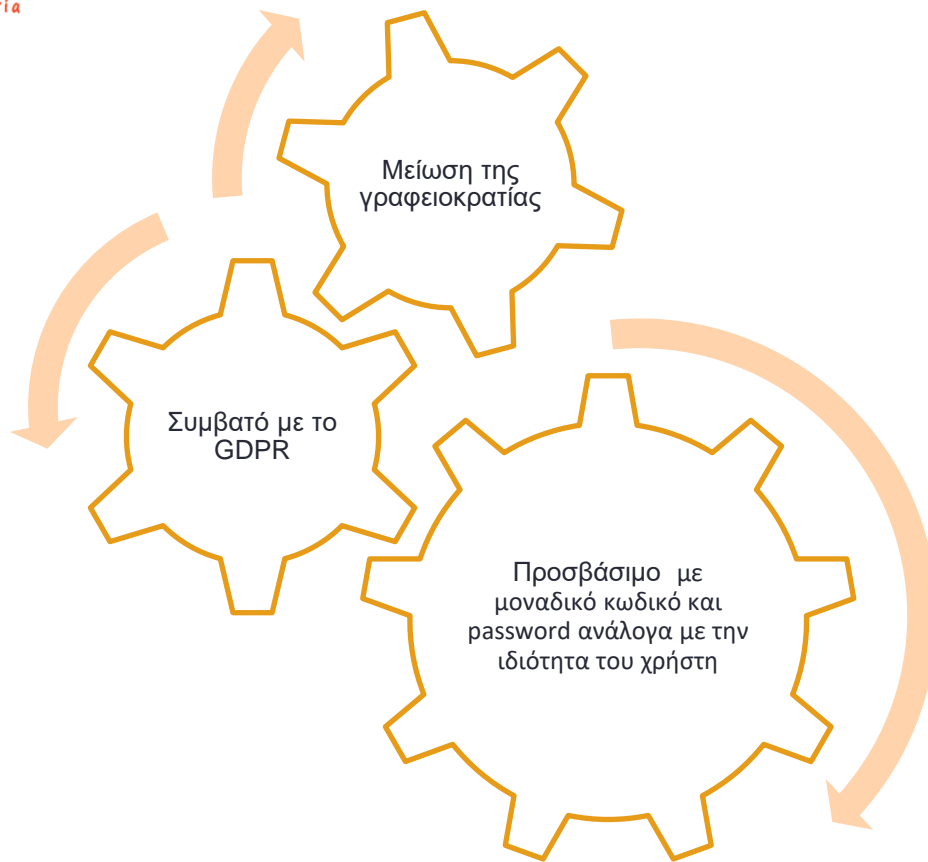 Μείωση της
γραφειοκρατίας
Συμβατό με το
GDPR
Προσβάσιμο με
μοναδικό κωδικό και
password ανάλογα με την
ιδιότητα του χρήστη